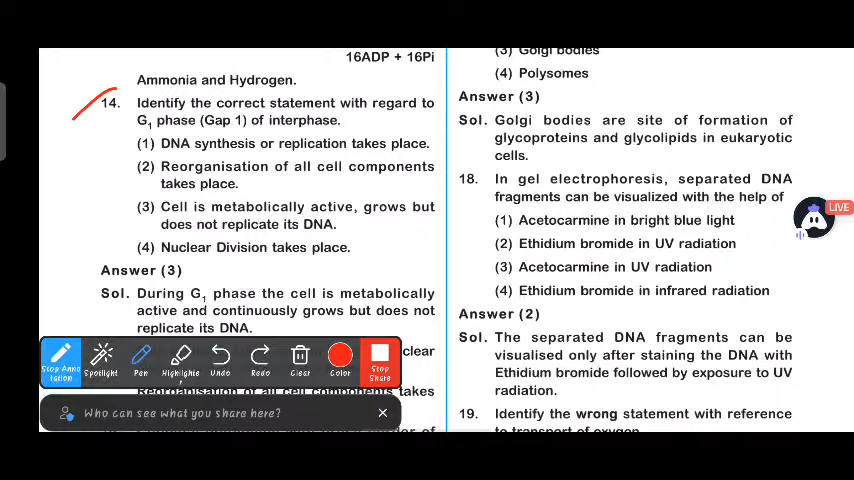 16ADP + 16Pi
Ammonia and Hydrogen.
14. Identify the correct statement with regard to
G1 phase (Gap 1) of interphase.
(1) DNA synthesis or replication takes place.
(2) Reorganisation of all cell components
takes place.
(3) Cell is metabolically active, grows but
does not replicate its DNA.
(4) Nuclear Division takes place.
Answer (3)
Sol. During G1 phase the cell is metabolically
active and continuously grows but does not
replicate its DNA.
clear
Reorganisation of all cell components takes
of
(3) Golgi bodies
(4) Polysomes
Answer (3)
Sol. Golgi bodies are site of formation of
glycoproteins and glycolipids in eukaryotic
cells.
18. In gel electrophoresis, separated DNA
fragments can be visualized with the help of
(1) Acetocarmine in bright blue light
(2) Ethidium bromide in UV radiation
(3) Acetocarmine in UV radiation
(4) Ethidium bromide in infrared radiation
Answer (2)
Sol. The separated DNA fragments can be
visualised only after staining the DNA with
Ethidium bromide followed by exposure to UV
radiation.
19. Identify the wrong statement with reference
to transport of oxygen
LIVE
Stop Anno
tation
Spotlight
Pen
Highlighte
r
Undo
Redo
Clear
Color
Stop
Share
Who can see what you share here?